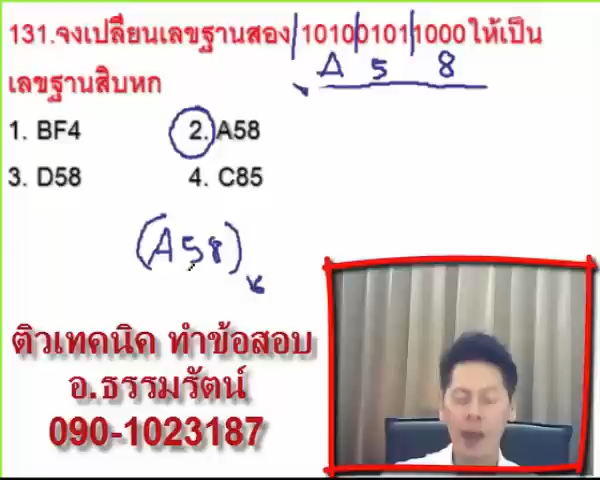 131.จงเปลี่ยนเลขฐานสอง 101001011000 ให้เป็น
A 5 8
เลขฐานสิบหก
1. BF4
2. A58
3. D58
4. C85
(A58)16
ติวเทคนิค ทำข้อสอบ
อ.ธรรมรัตน์
090-1023187